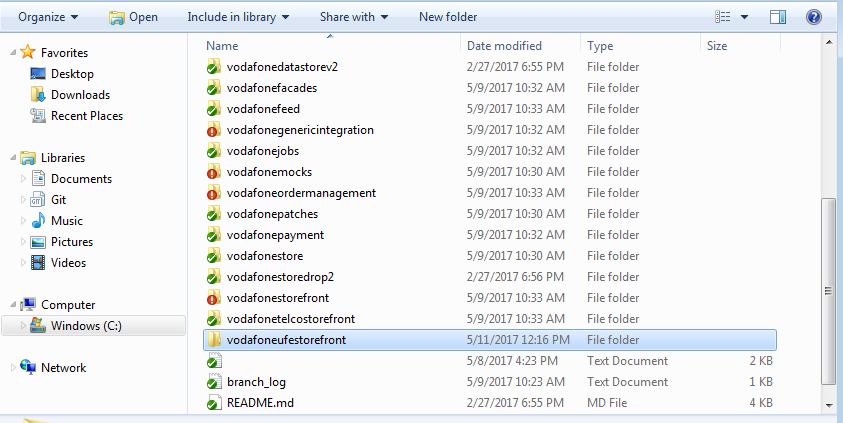 Organize Open Include in library Share with New folder
Name Date modified Type Size
Favorites
Desktop
Downloads
Recent Places
Libraries
Documents
Git
Music
Pictures
Videos
Computer
Windows (C:)
Network
vodafonedatastorev2 2/27/2017 6:55 PM File folder
vodafonefacades 5/9/2017 10:32 AM File folder
vodafonefeed 5/9/2017 10:33 AM File folder
vodafonegenericintegration 5/9/2017 10:32 AM File folder
vodafonejobs 5/9/2017 10:32 AM File folder
vodafonemocks 5/9/2017 10:30 AM File folder
vodafoneordermanagement 5/9/2017 10:33 AM File folder
vodafonepatches 5/9/2017 10:30 AM File folder
vodafonepayment 5/9/2017 10:32 AM File folder
vodafonestore 5/9/2017 10:30 AM File folder
vodafonestoredrop2 2/27/2017 6:56 PM File folder
vodafonestorefront 5/9/2017 10:33 AM File folder
vodafonetelcostorefront 5/9/2017 10:33 AM File folder
vodafoneufestorefront 5/11/2017 12:16 PM File folder
5/8/2017 4:23 PM Text Document 2 KB
branch_log 5/9/2017 10:23 AM Text Document 1 KB
README.md 2/27/2017 6:55 PM MD File 4 KB